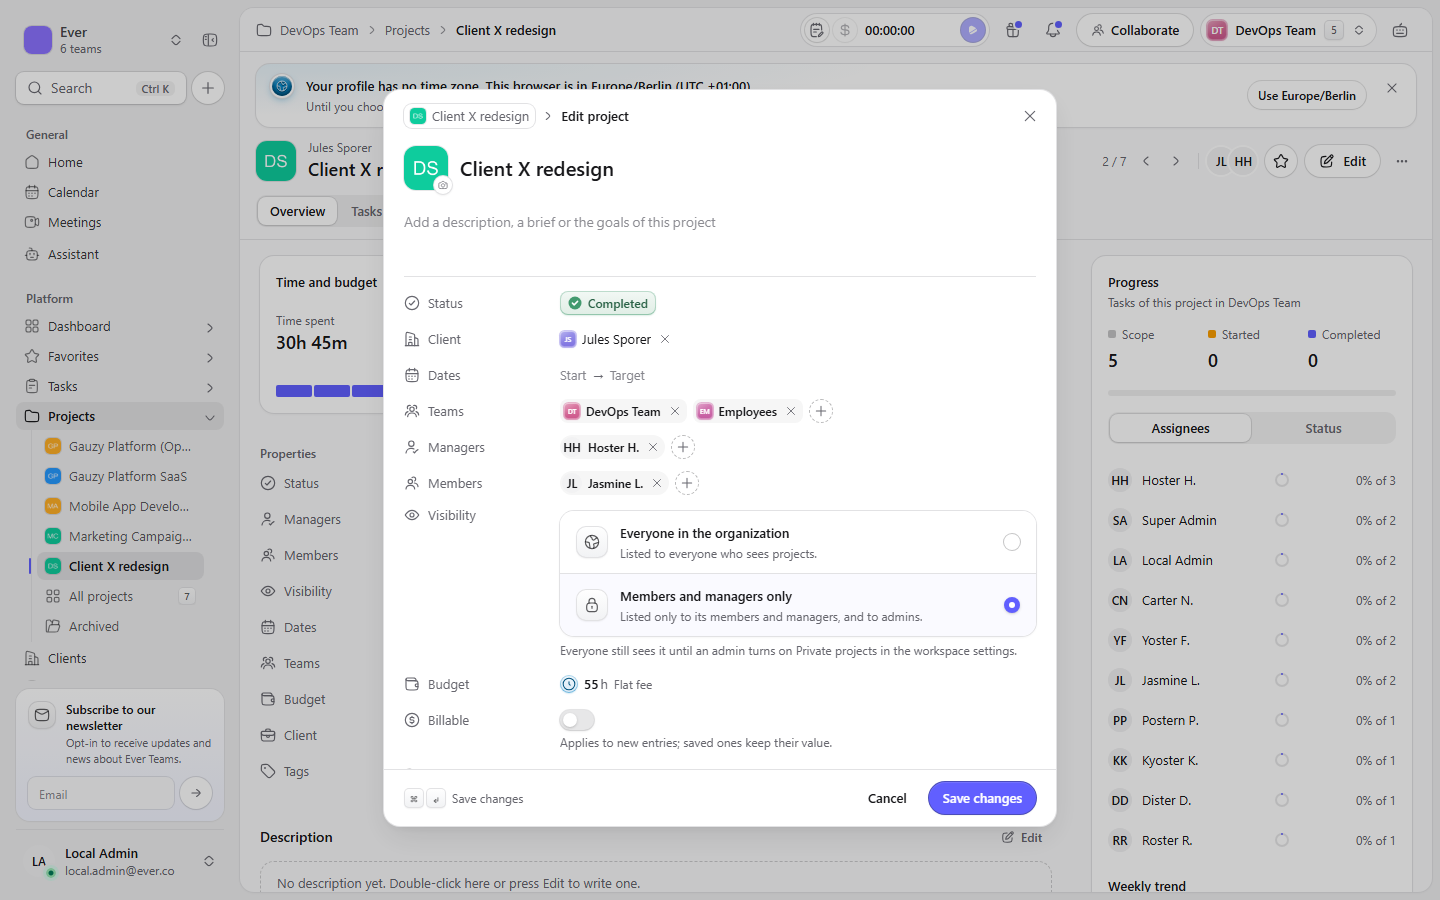 Ever
6 teams
Search
Ctrl K
General
Home
Calendar
Meetings
Assistant
Platform
Dashboard
Favorites
Tasks
Projects
OP Gauzy Platform (Op...
GP Gauzy Platform SaaS
MA Mobile App Develo...
MC Marketing Campaig...
DS Client X redesign
All projects 7
Archived
Clients
Subscribe to our
newsletter
Opt-in to receive updates and
news about Ever Teams.
Email
LA
Local Admin
local.admin@ever.co
DevOps Team > Projects > Client X redesign
00:00:00
Collaborate
DT DevOps Team 5
Your profile has no time zone. This browser is in Europe/Berlin (UTC +01:00)
Until you choo
Use Europe/Berlin
DS
Jules Sporer
Client X r
2 / 7
JL HH
Edit
Overview
Tasks
Time and budget
Time spent
30h 45m
Properties
Status
Managers
Members
Visibility
Dates
Teams
Budget
Client
Tags
Description
Edit
No description yet. Double-click here or press Edit to write one.
DS Client X redesign > Edit project
DS
Client X redesign
Add a description, a brief or the goals of this project
Status Completed
Client JS Jules Sporer
Dates Start → Target
Teams DT DevOps Team EM Employees
Managers HH Hoster H.
Members JL Jasmine L.
Visibility
Everyone in the organization
Listed to everyone who sees projects.
Members and managers only
Listed only to its members and managers, and to admins.
Everyone still sees it until an admin turns on Private projects in the workspace settings.
Budget 55 h Flat fee
Billable
Applies to new entries; saved ones keep their value.
⌘ ↵ Save changes
Cancel
Save changes
Progress
Tasks of this project in DevOps Team
Scope Started Completed
5 0 0
Assignees Status
HH Hoster H. 0% of 3
SA Super Admin 0% of 2
LA Local Admin 0% of 2
CN Carter N. 0% of 2
YF Yoster F. 0% of 2
JL Jasmine L. 0% of 2
PP Postern P. 0% of 1
KK Kyoster K. 0% of 1
DD Dister D. 0% of 1
RR Roster R. 0% of 1
Weekly trend